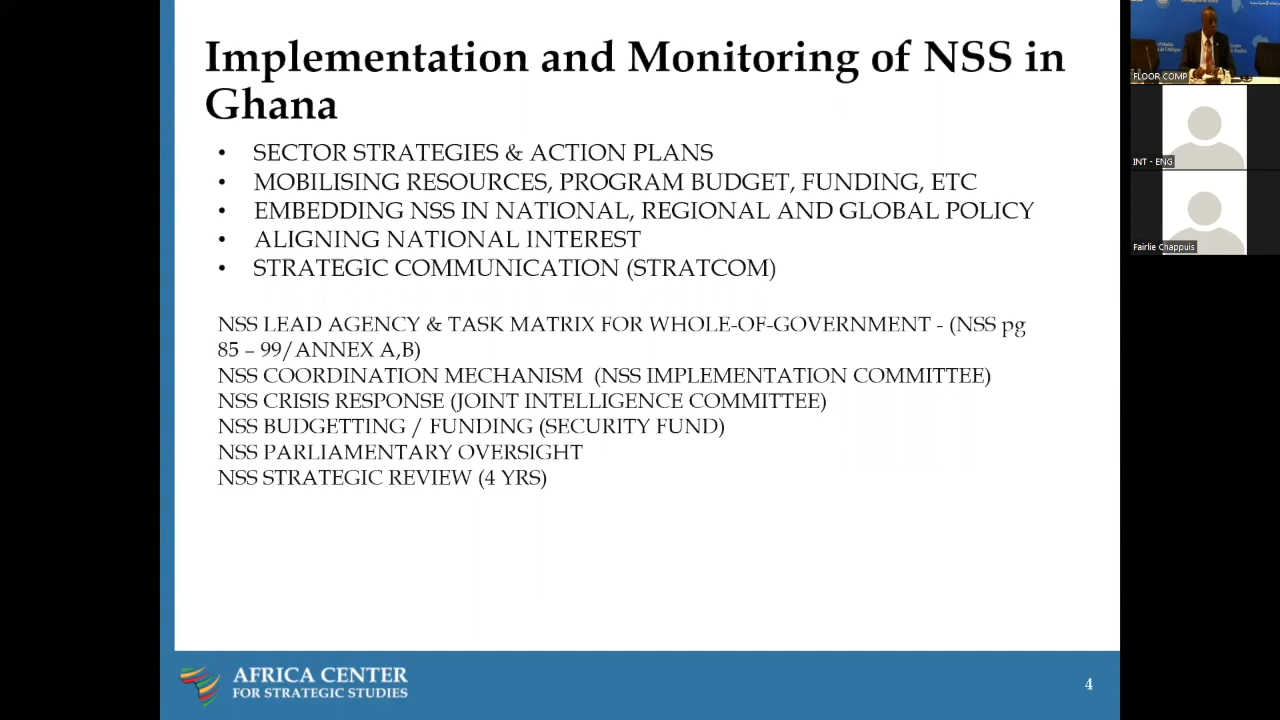 Implementation and Monitoring of NSS in
Ghana
• SECTOR STRATEGIES & ACTION PLANS
• MOBILISING RESOURCES, PROGRAM BUDGET, FUNDING, ETC
• EMBEDDING NSS IN NATIONAL, REGIONAL AND GLOBAL POLICY
• ALIGNING NATIONAL INTEREST
• STRATEGIC COMMUNICATION (STRATCOM)
NSS LEAD AGENCY & TASK MATRIX FOR WHOLE-OF-GOVERNMENT - (NSS pg
85 – 99/ANNEX A,B)
NSS COORDINATION MECHANISM (NSS IMPLEMENTATION COMMITTEE)
NSS CRISIS RESPONSE (JOINT INTELLIGENCE COMMITTEE)
NSS BUDGETTING / FUNDING (SECURITY FUND)
NSS PARLIAMENTARY OVERSIGHT
NSS STRATEGIC REVIEW (4 YRS)
AFRICA CENTER
FOR STRATEGIC STUDIES
4
FLOOR COMP
INT - ENG
Fairlie Chappuis